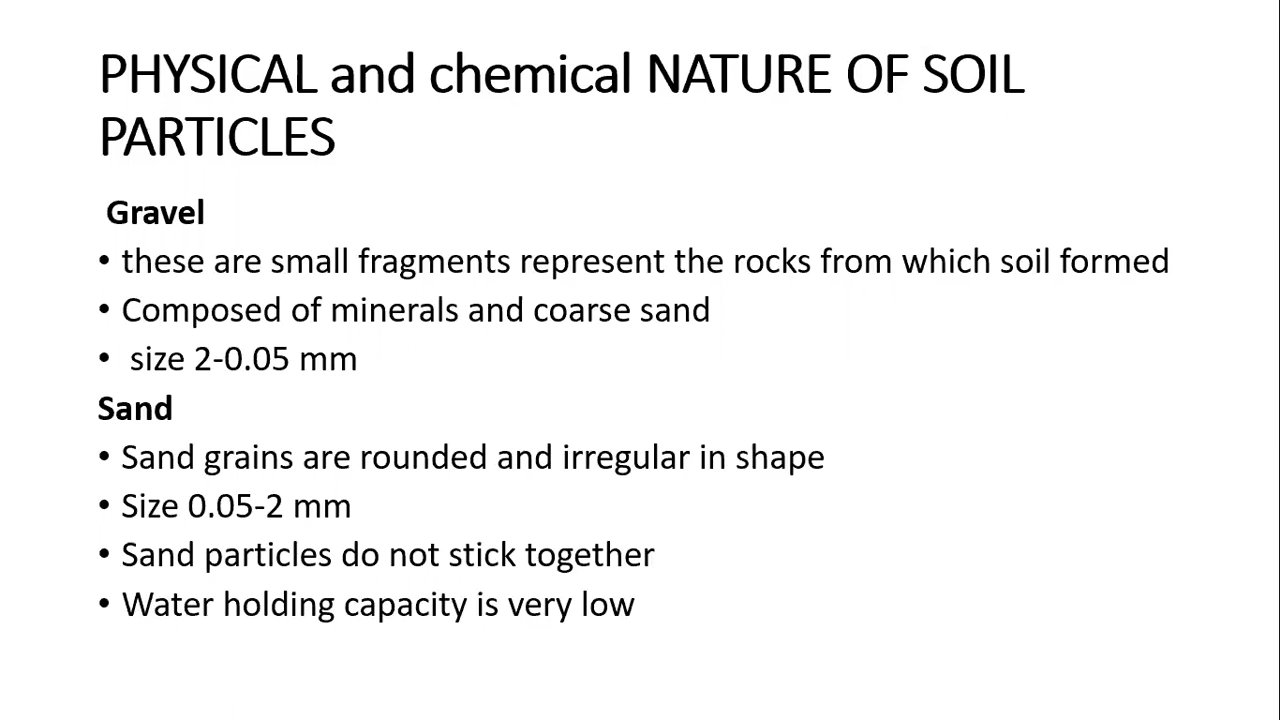 PHYSICAL and chemical NATURE OF SOIL
PARTICLES
Gravel
• these are small fragments represent the rocks from which soil formed
• Composed of minerals and coarse sand
• size 2-0.05 mm
Sand
• Sand grains are rounded and irregular in shape
• Size 0.05-2 mm
• Sand particles do not stick together
• Water holding capacity is very low